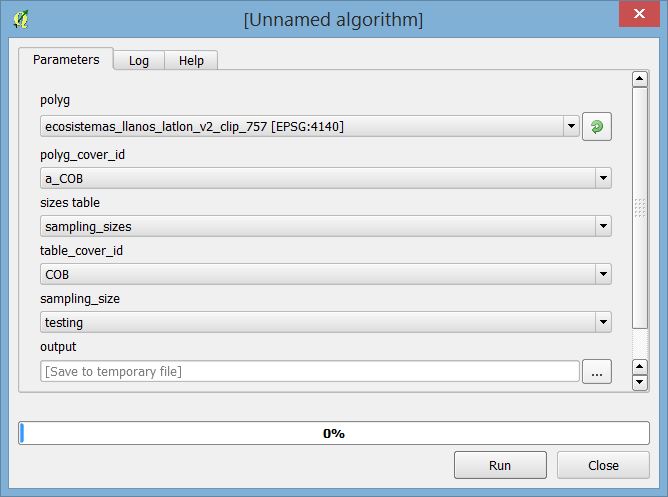 [Unnamed algorithm]
Parameters
Log
Help
polyg
ecosistemas_llanos_latlon_v2_clip_757 [EPSG:4140]
polyg_cover_id
a_COB
sizes table
sampling_sizes
table_cover_id
COB
sampling_size
testing
output
[Save to temporary file]
...
0%
Run
Close